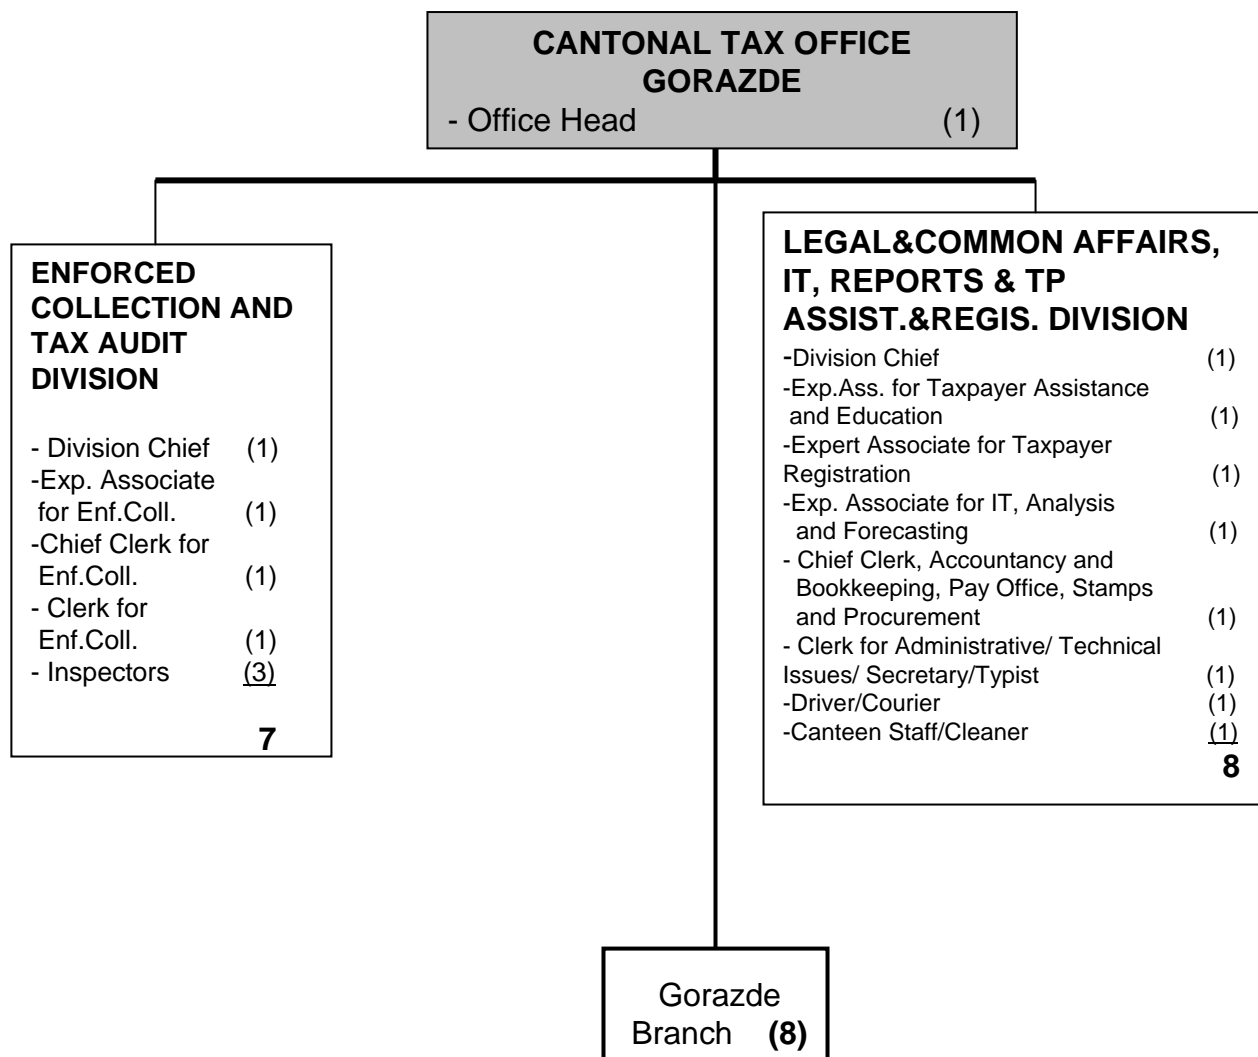 CANTONAL TAX OFFICE
GORAZDE
- Office Head (1)
ENFORCED
COLLECTION AND
TAX AUDIT
DIVISION
- Division Chief (1)
-Exp. Associate
for Enf.Coll. (1)
-Chief Clerk for
Enf.Coll. (1)
- Clerk for
Enf.Coll. (1)
- Inspectors (3)
7
LEGAL&COMMON AFFAIRS,
IT, REPORTS & TP
ASSIST.&REGIS. DIVISION
-Division Chief (1)
-Exp.Ass. for Taxpayer Assistance
and Education (1)
-Expert Associate for Taxpayer
Registration (1)
-Exp. Associate for IT, Analysis
and Forecasting (1)
- Chief Clerk, Accountancy and
Bookkeeping, Pay Office, Stamps
and Procurement (1)
- Clerk for Administrative/ Technical
Issues/ Secretary/Typist (1)
-Driver/Courier (1)
-Canteen Staff/Cleaner (1)
8
Gorazde
Branch (8)